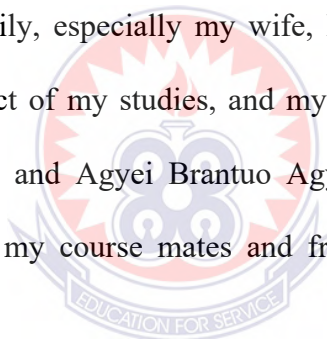 ily, especially my wife,
ct of my studies, and my
and Agyei Brantuo Agy
my course mates and fr
EDUCATION FOR SERVICE